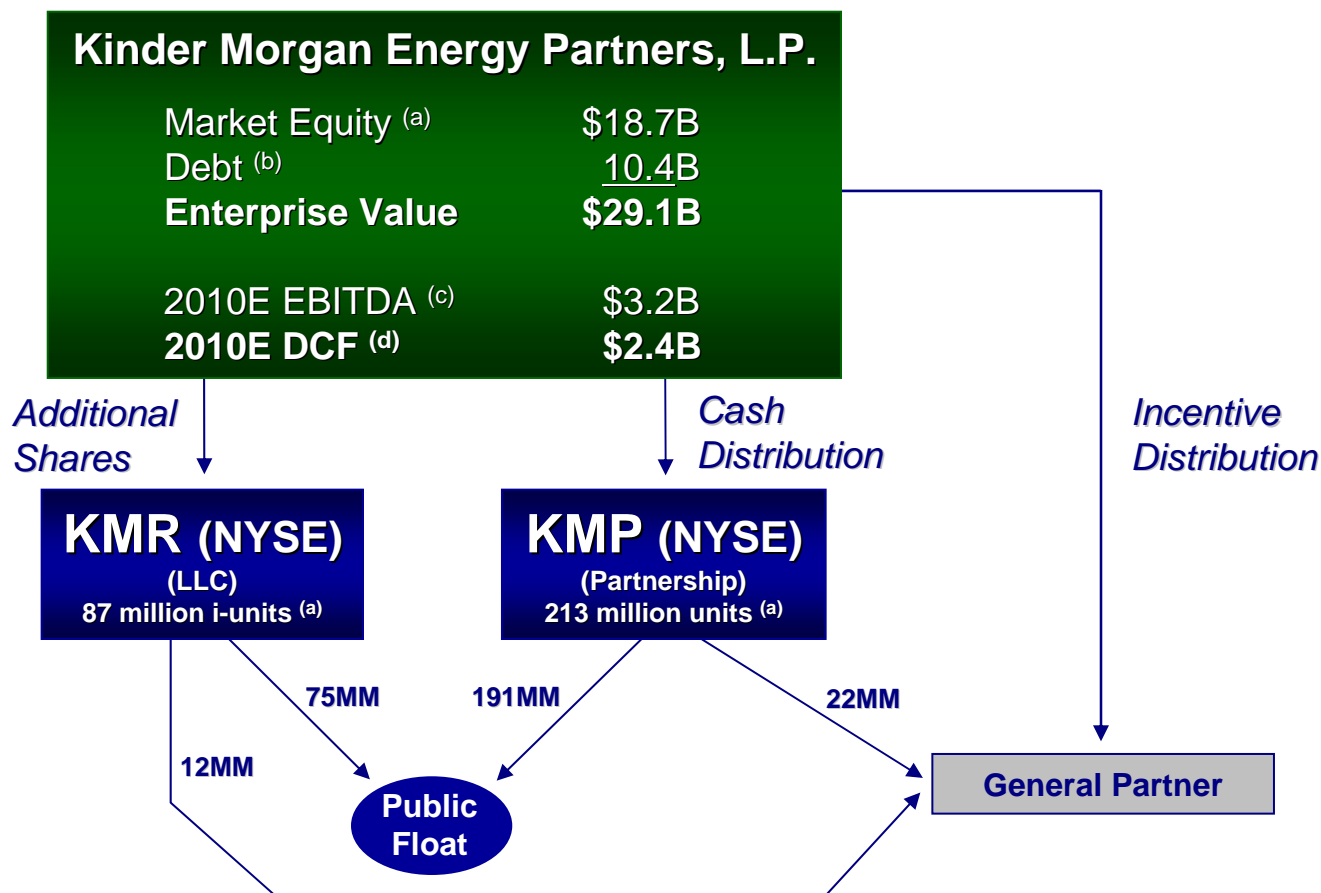 Kinder Morgan Energy Partners, L.P.
Market Equity (a) $18.7B
Debt (b) 10.4B
Enterprise Value $29.1B
2010E EBITDA (c) $3.2B
2010E DCF (d) $2.4B
Additional
Shares
Cash
Distribution
Incentive
Distribution
KMR (NYSE)
(LLC)
87 million i-units (a)
KMP (NYSE)
(Partnership)
213 million units (a)
75MM
191MM
22MM
12MM
General Partner
Public
Float